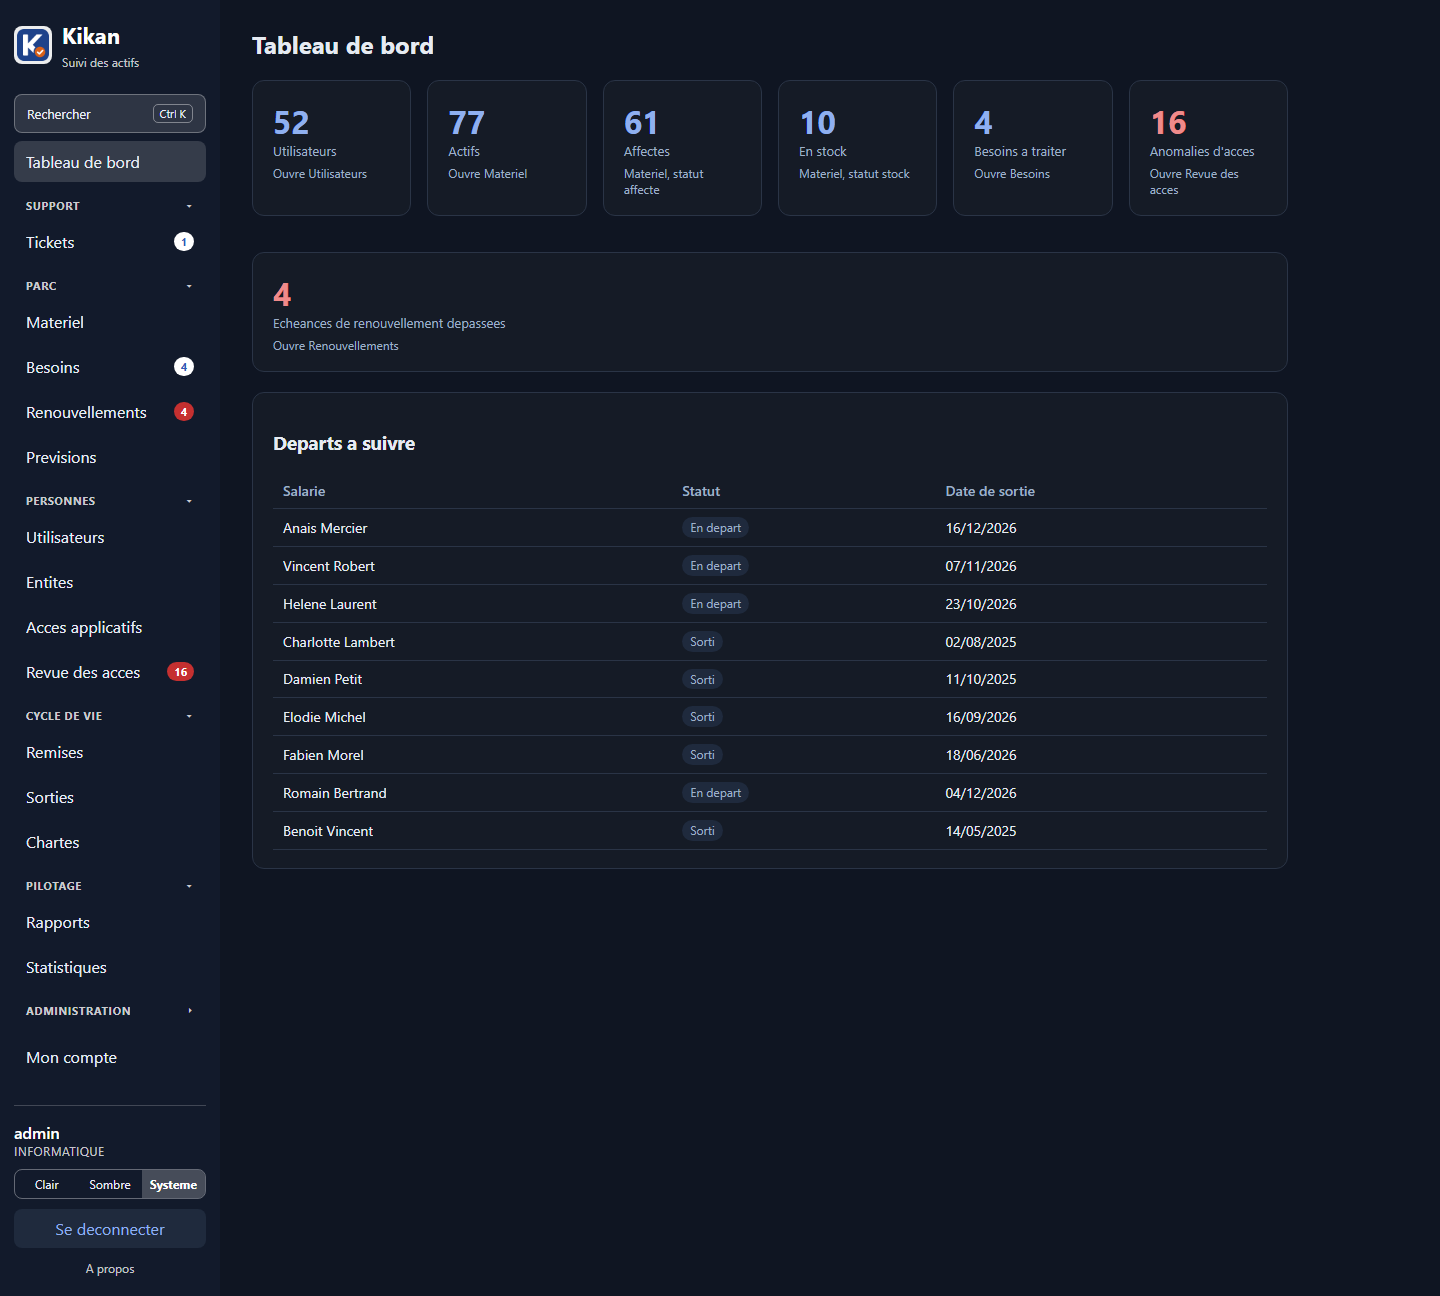 Kikan
Suivi des actifs
Rechercher Ctrl K
Tableau de bord
SUPPORT
Tickets 1
PARC
Materiel
Besoins 4
Renouvellements 4
Previsions
PERSONNES
Utilisateurs
Entites
Acces applicatifs
Revue des acces 16
CYCLE DE VIE
Remises
Sorties
Chartes
PILOTAGE
Rapports
Statistiques
ADMINISTRATION
Mon compte
admin
INFORMATIQUE
Clair Sombre Systeme
Se deconnecter
A propos
Tableau de bord
52
Utilisateurs
Ouvre Utilisateurs
77
Actifs
Ouvre Materiel
61
Affectes
Materiel, statut
affecte
10
En stock
Materiel, statut stock
4
Besoins a traiter
Ouvre Besoins
16
Anomalies d'acces
Ouvre Revue des
acces
4
Echeances de renouvellement depassees
Ouvre Renouvellements
Departs a suivre
Salarie Statut Date de sortie
Anais Mercier En depart 16/12/2026
Vincent Robert En depart 07/11/2026
Helene Laurent En depart 23/10/2026
Charlotte Lambert Sorti 02/08/2025
Damien Petit Sorti 11/10/2025
Elodie Michel Sorti 16/09/2026
Fabien Morel Sorti 18/06/2026
Romain Bertrand En depart 04/12/2026
Benoit Vincent Sorti 14/05/2025